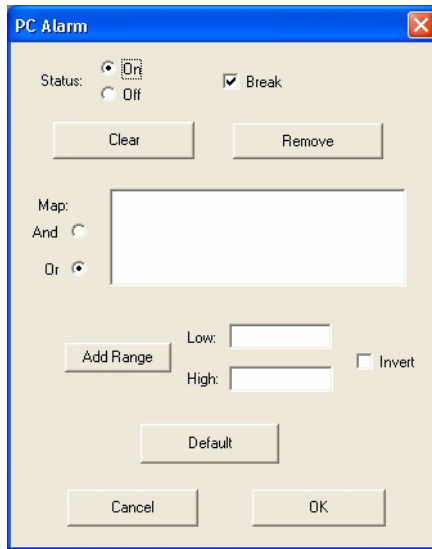 PC Alarm
Status:
On
Off
Break
Clear
Remove
Map:
And
Or
Add Range
Low:
High:
Invert
Default
Cancel
OK